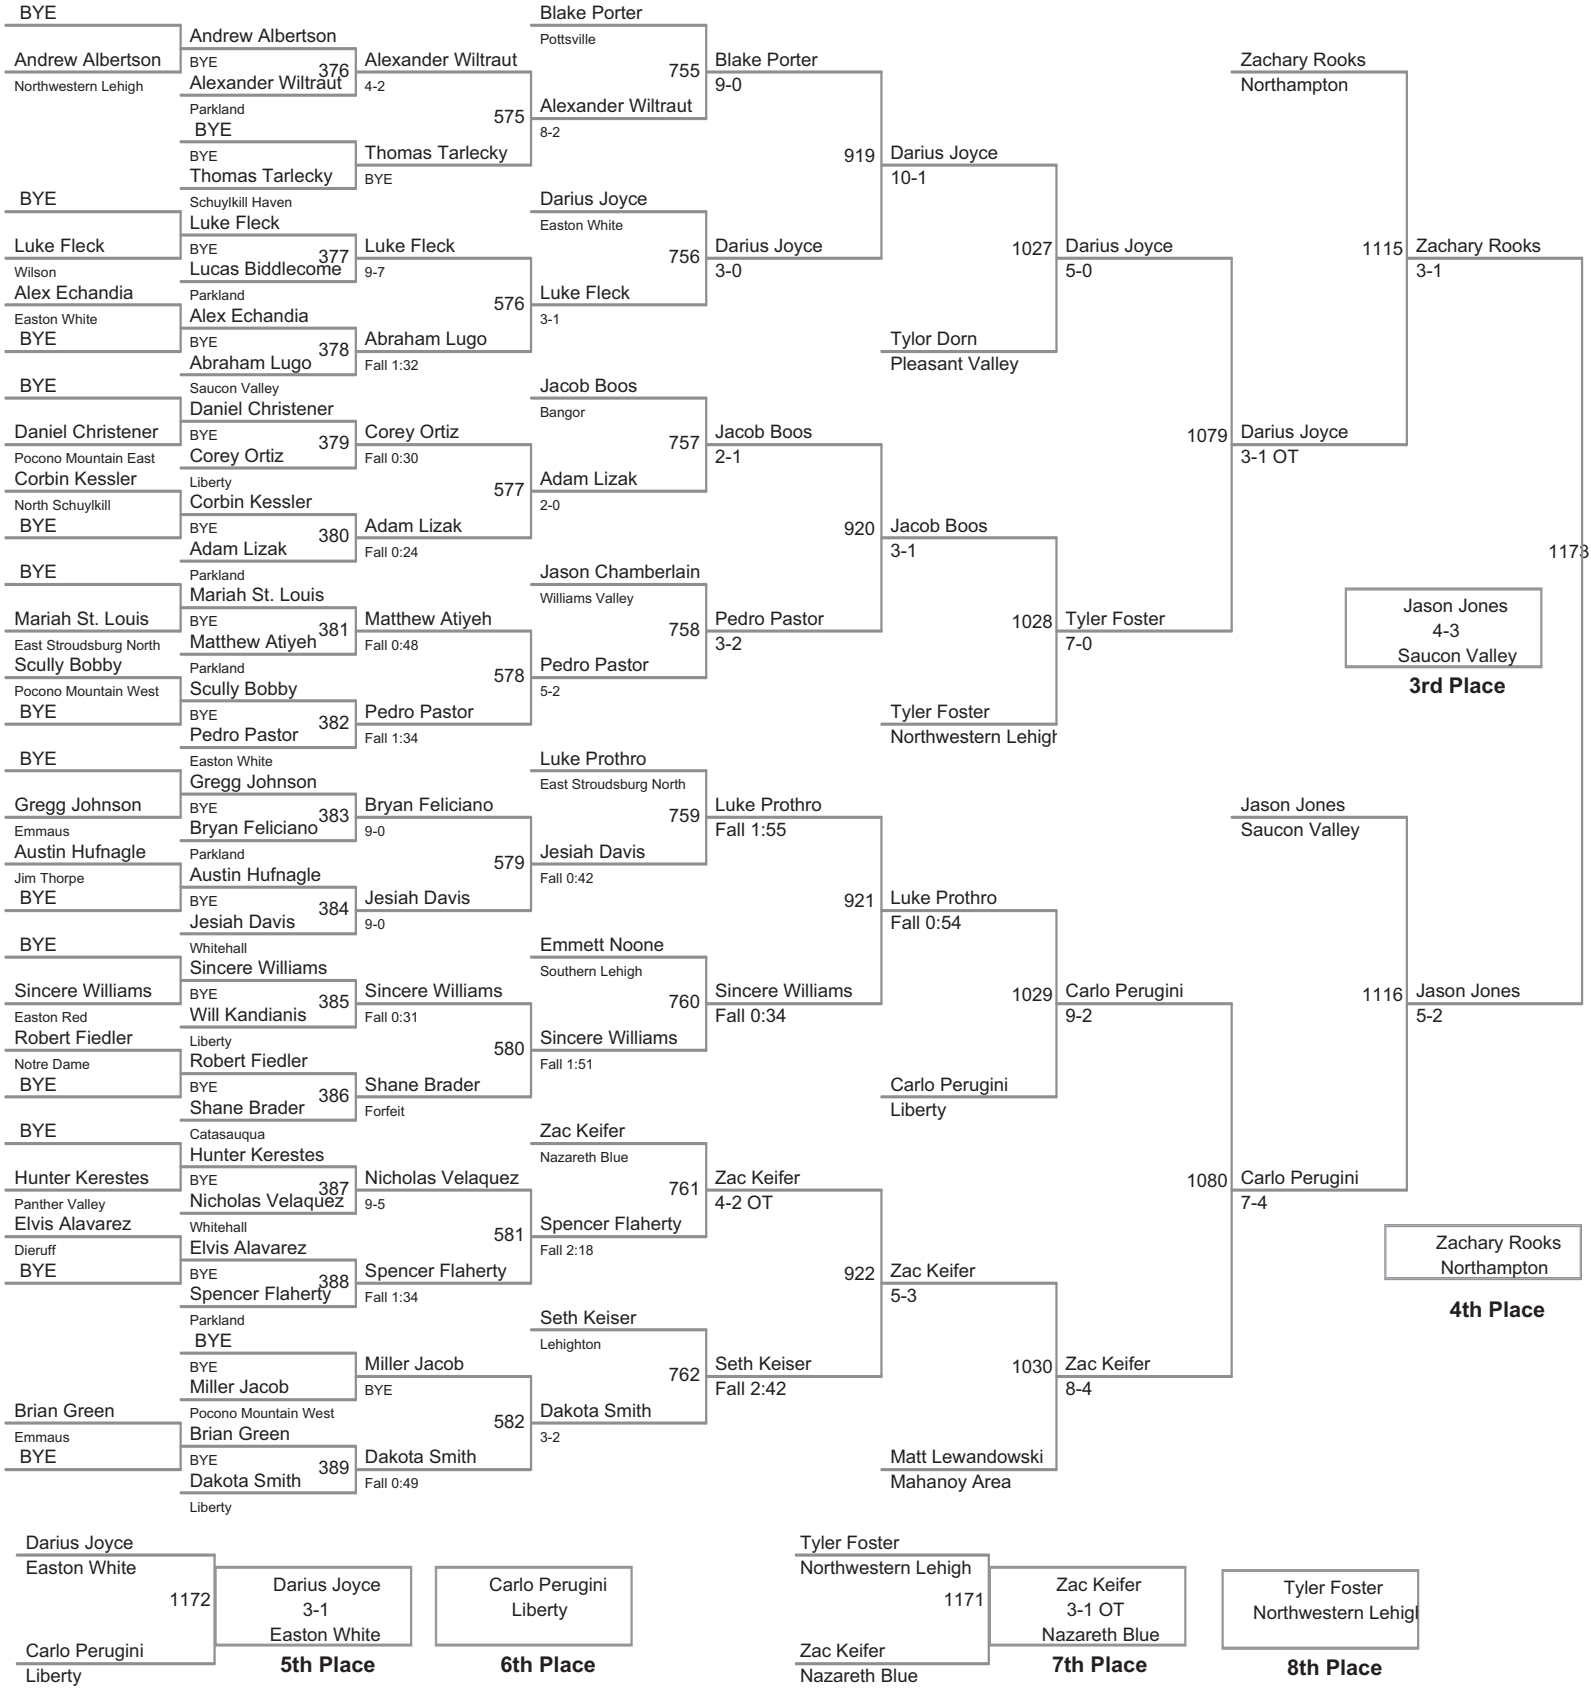 BYE
Andrew Albertson
Northwestern Lehigh
BYE
Luke Fleck
Wilson
Alex Echandia
Easton White
BYE
BYE
Daniel Christener
Pocono Mountain East
Corbin Kessler
North Schuylkill
BYE
BYE
Mariah St. Louis
East Stroudsburg North
Scully Bobby
Pocono Mountain West
BYE
BYE
Gregg Johnson
Emmaus
Austin Hufnagle
Jim Thorpe
BYE
BYE
Sincere Williams
Easton Red
Robert Fiedler
Notre Dame
BYE
BYE
Hunter Kerestes
Panther Valley
Elvis Alavarez
Dieruff
BYE
Brian Green
Emmaus
BYE
Andrew Albertson
BYE
376
Alexander Wiltraut
Parkland
BYE
BYE
Thomas Tarlecky
Schuylkill Haven
Luke Fleck
BYE
377
Lucas Biddlecome
Parkland
Alex Echandia
BYE
378
Abraham Lugo
Saucon Valley
Daniel Christener
BYE
379
Corey Ortiz
Liberty
Corbin Kessler
BYE
380
Adam Lizak
Parkland
Mariah St. Louis
BYE
381
Matthew Atiyeh
Parkland
Scully Bobby
BYE
382
Pedro Pastor
Easton White
Gregg Johnson
BYE
383
Bryan Feliciano
Parkland
Austin Hufnagle
BYE
384
Jesiah Davis
Whitehall
Sincere Williams
BYE
385
Will Kandianis
Liberty
Robert Fiedler
BYE
386
Shane Brader
Catasauqua
Hunter Kerestes
BYE
387
Nicholas Velaquez
Whitehall
Elvis Alavarez
BYE
388
Spencer Flaherty
Parkland
BYE
BYE
Miller Jacob
Pocono Mountain West
Brian Green
BYE
389
Dakota Smith
Liberty
Alexander Wiltraut
4-2
575
Thomas Tarlecky
BYE
Luke Fleck
9-7
576
Abraham Lugo
Fall 1:32
Corey Ortiz
Fall 0:30
577
Adam Lizak
Fall 0:24
Matthew Atiyeh
Fall 0:48
578
Pedro Pastor
Fall 1:34
Bryan Feliciano
9-0
579
Jesiah Davis
9-0
Sincere Williams
Fall 0:31
580
Shane Brader
Forfeit
Nicholas Velaquez
9-5
581
Spencer Flaherty
Fall 1:34
Miller Jacob
BYE
582
Dakota Smith
Fall 0:49
Blake Porter
Pottsville
755
Alexander Wiltraut
8-2
Darius Joyce
Easton White
756
Luke Fleck
3-1
Jacob Boos
Bangor
757
Adam Lizak
2-0
Jason Chamberlain
Williams Valley
758
Pedro Pastor
5-2
Luke Prothro
East Stroudsburg North
759
Jesiah Davis
Fall 0:42
Emmett Noone
Southern Lehigh
760
Sincere Williams
Fall 1:51
Zac Keifer
Nazareth Blue
761
Spencer Flaherty
Fall 2:18
Seth Keiser
Lehighton
762
Dakota Smith
3-2
Blake Porter
9-0
919
Darius Joyce
3-0
Jacob Boos
2-1
920
Pedro Pastor
3-2
Luke Prothro
Fall 1:55
921
Sincere Williams
Fall 0:34
Zac Keifer
4-2 OT
922
Seth Keiser
Fall 2:42
Darius Joyce
10-1
1027
Tylor Dorn
Pleasant Valley
Jacob Boos
3-1
1028
Tyler Foster
Northwestern Lehigh
Luke Prothro
Fall 0:54
1029
Carlo Perugini
Liberty
Zac Keifer
5-3
1030
Matt Lewandowski
Mahanoy Area
Darius Joyce
5-0
1079
Tyler Foster
7-0
Carlo Perugini
9-2
1080
Zac Keifer
8-4
Zachary Rooks
Northampton
1115
Darius Joyce
3-1 OT
Jason Jones
Saucon Valley
1116
Carlo Perugini
7-4
Zachary Rooks
3-1
1173
Jason Jones
5-2
Jason Jones
4-3
Saucon Valley
3rd Place
Zachary Rooks
Northampton
4th Place
Darius Joyce
Easton White
1172
Carlo Perugini
Liberty
Darius Joyce
3-1
Easton White
5th Place
Carlo Perugini
Liberty
6th Place
Tyler Foster
Northwestern Lehigh
1171
Zac Keifer
Nazareth Blue
Zac Keifer
3-1 OT
Nazareth Blue
7th Place
Tyler Foster
Northwestern Lehigh
8th Place